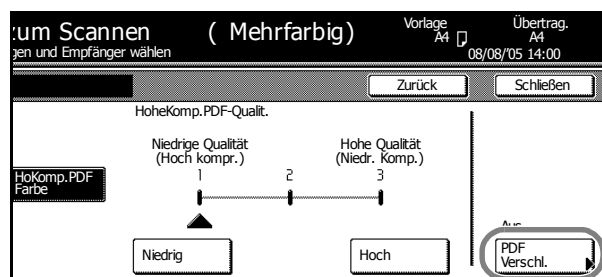 zum Scannen ( Mehrfarbig) Vorlage Übertrag.
A4 A4
gen und Empfänger wählen 08/08/'05 14:00
Zurück Schließen
HoheKomp.PDF-Qualit.
Niedrige Qualität Hohe Qualität
(Hoch kompr.) (Niedr. Komp.)
HoKomp.PDF
Farbe
1 2 3
Aus
Niedrig Hoch
PDF
Verschl.